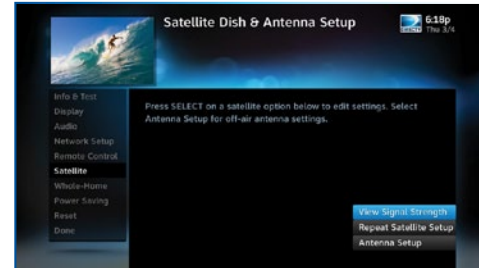 Satellite Dish & Antenna Setup
DIRECTV
6:18p
Thu 3/4
Info & Test
Display
Audio
Network Setup
Remote Control
Satellite
Whole-Home
Power Saving
Reset
Done
Press SELECT on a satellite option below to edit settings. Select
Antenna Setup for off-air antenna settings.
View Signal Strength
Repeat Satellite Setup
Antenna Setup